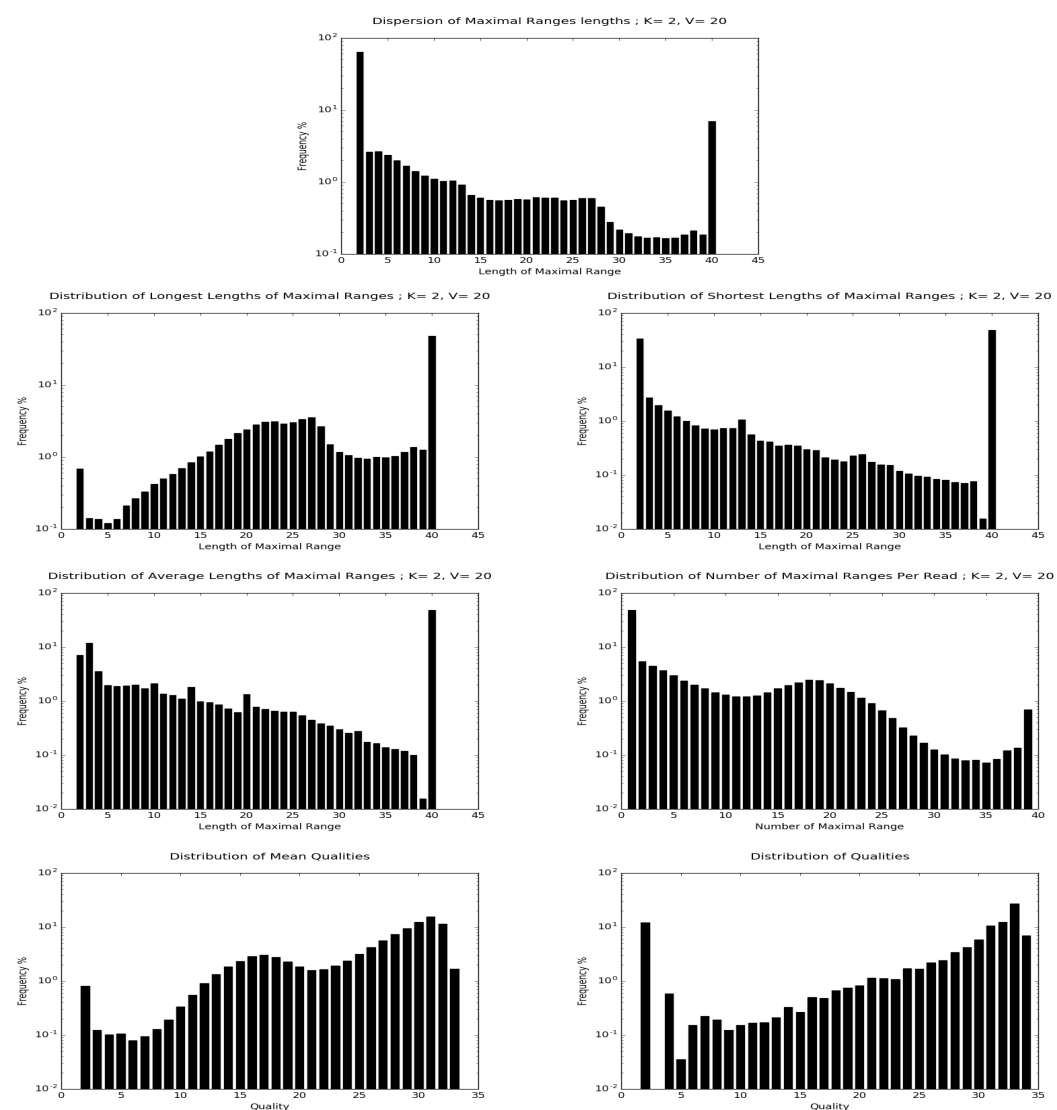 Dispersion of Maximal Ranges lengths ; K= 2, V= 20
Frequency %
10²
10¹
10⁰
10⁻¹
0 5 10 15 20 25 30 35 40 45
Length of Maximal Range
Distribution of Longest Lengths of Maximal Ranges ; K= 2, V= 20
Frequency %
10²
10¹
10⁰
10⁻¹
0 5 10 15 20 25 30 35 40 45
Length of Maximal Range
Distribution of Shortest Lengths of Maximal Ranges ; K= 2, V= 20
Frequency %
10²
10¹
10⁰
10⁻¹
10⁻²
0 5 10 15 20 25 30 35 40 45
Length of Maximal Range
Distribution of Average Lengths of Maximal Ranges ; K= 2, V= 20
Frequency %
10²
10¹
10⁰
10⁻¹
10⁻²
0 5 10 15 20 25 30 35 40 45
Length of Maximal Range
Distribution of Number of Maximal Ranges Per Read ; K= 2, V= 20
Frequency %
10²
10¹
10⁰
10⁻¹
10⁻²
0 5 10 15 20 25 30 35 40
Number of Maximal Range
Distribution of Mean Qualities
Frequency %
10²
10¹
10⁰
10⁻¹
10⁻²
0 5 10 15 20 25 30 35
Quality
Distribution of Qualities
Frequency %
10²
10¹
10⁰
10⁻¹
10⁻²
0 5 10 15 20 25 30 35
Quality